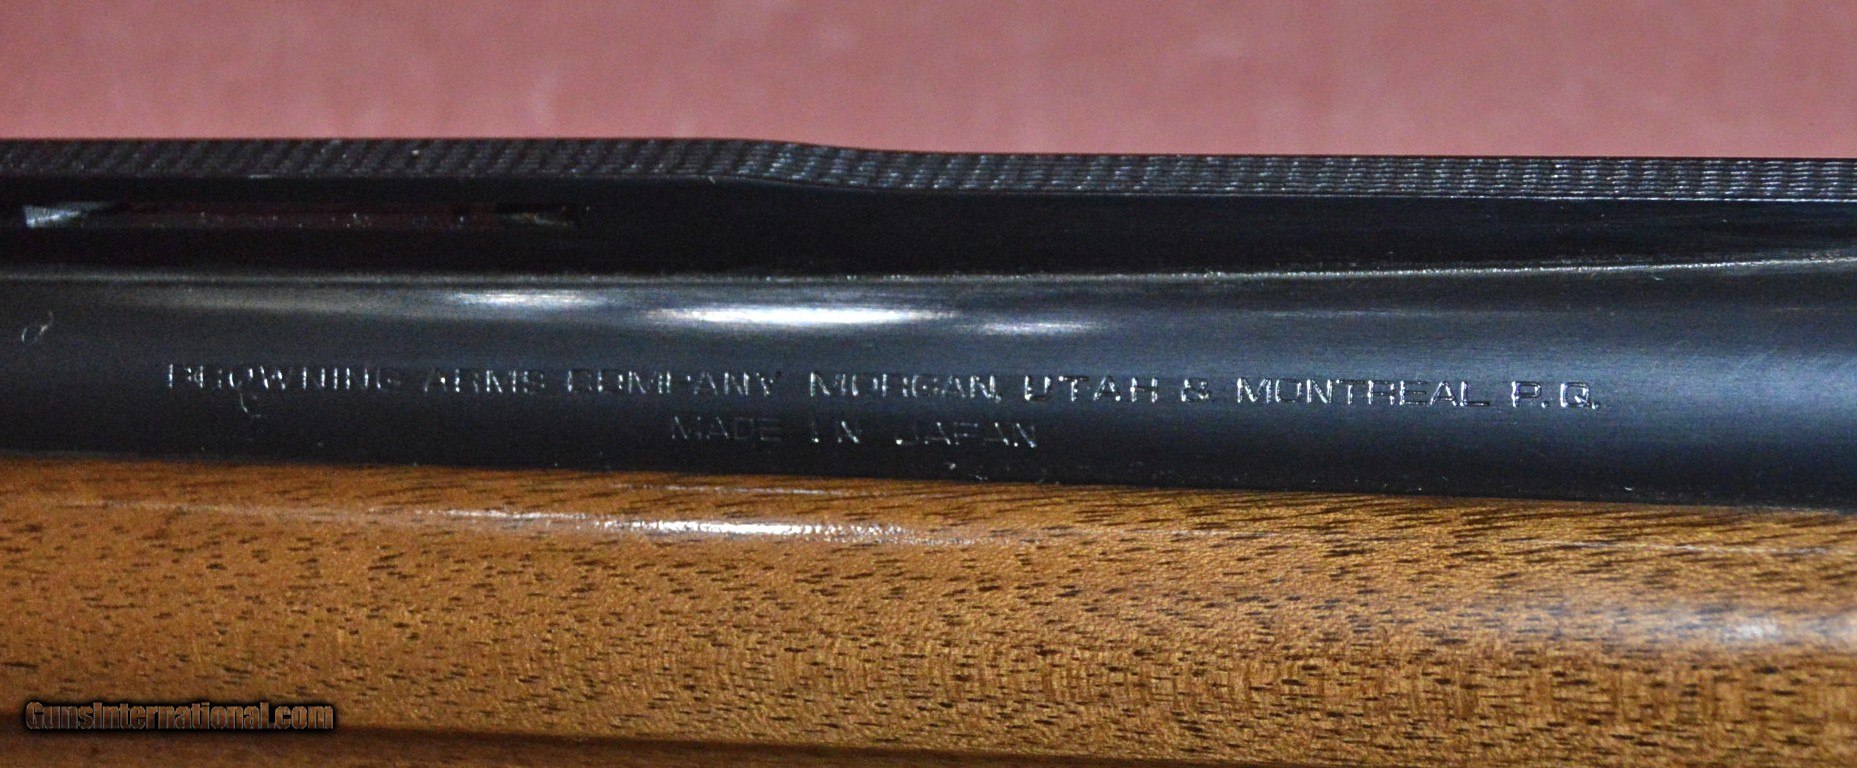 BROWNING ARMS COMPANY MORGAN, UTAH & MONTREAL P.Q.
MADE IN JAPAN
GunsInternational.com